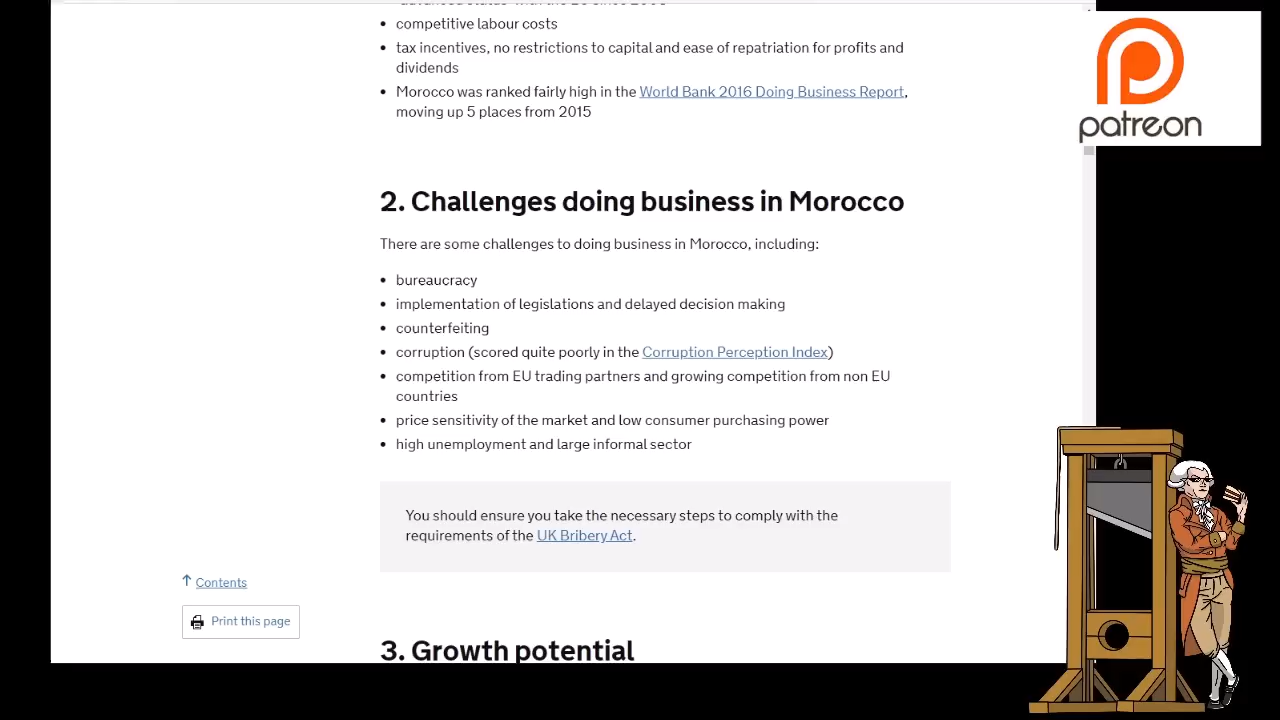 competitive labour costs
tax incentives, no restrictions to capital and ease of repatriation for profits and
dividends
Morocco was ranked fairly high in the World Bank 2016 Doing Business Report,
moving up 5 places from 2015
patreon
2. Challenges doing business in Morocco
There are some challenges to doing business in Morocco, including:
bureaucracy
implementation of legislations and delayed decision making
counterfeiting
corruption (scored quite poorly in the Corruption Perception Index)
competition from EU trading partners and growing competition from non EU
countries
price sensitivity of the market and low consumer purchasing power
high unemployment and large informal sector
You should ensure you take the necessary steps to comply with the
requirements of the UK Bribery Act.
Contents
Print this page
3. Growth potential